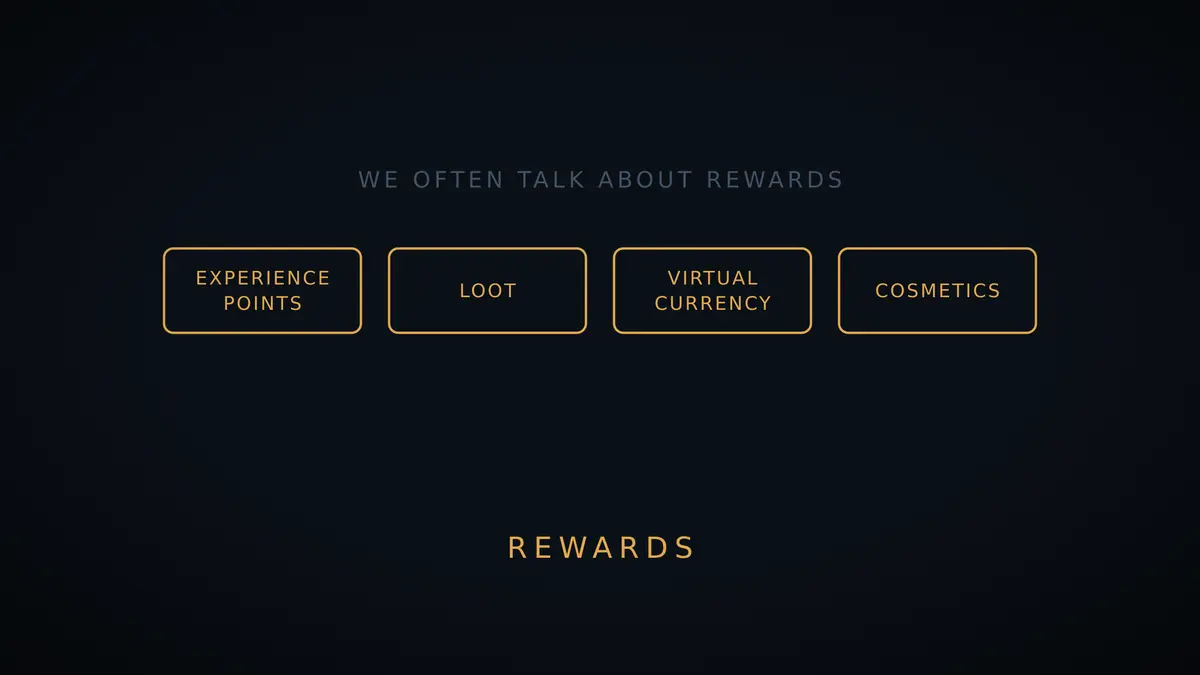 WE OFTEN TALK ABOUT REWARDS
EXPERIENCE
POINTS
LOOT
VIRTUAL
CURRENCY
COSMETICS
REWARDS